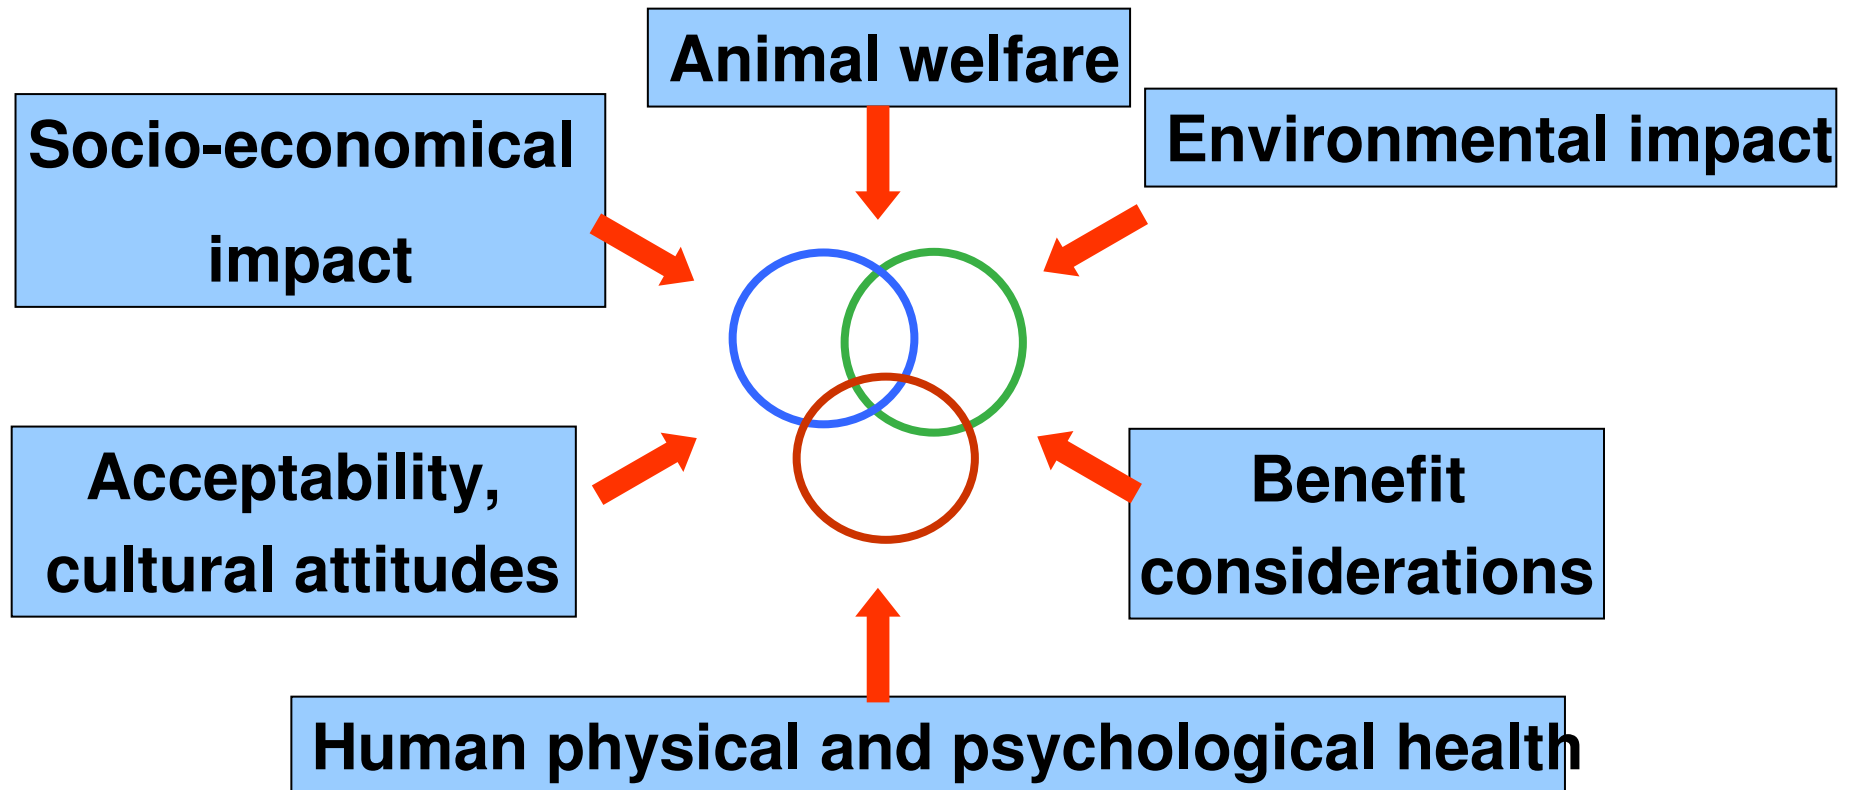 Animal welfare
Socio-economical
impact
Environmental impact
Acceptability,
cultural attitudes
Benefit
considerations
Human physical and psychological health